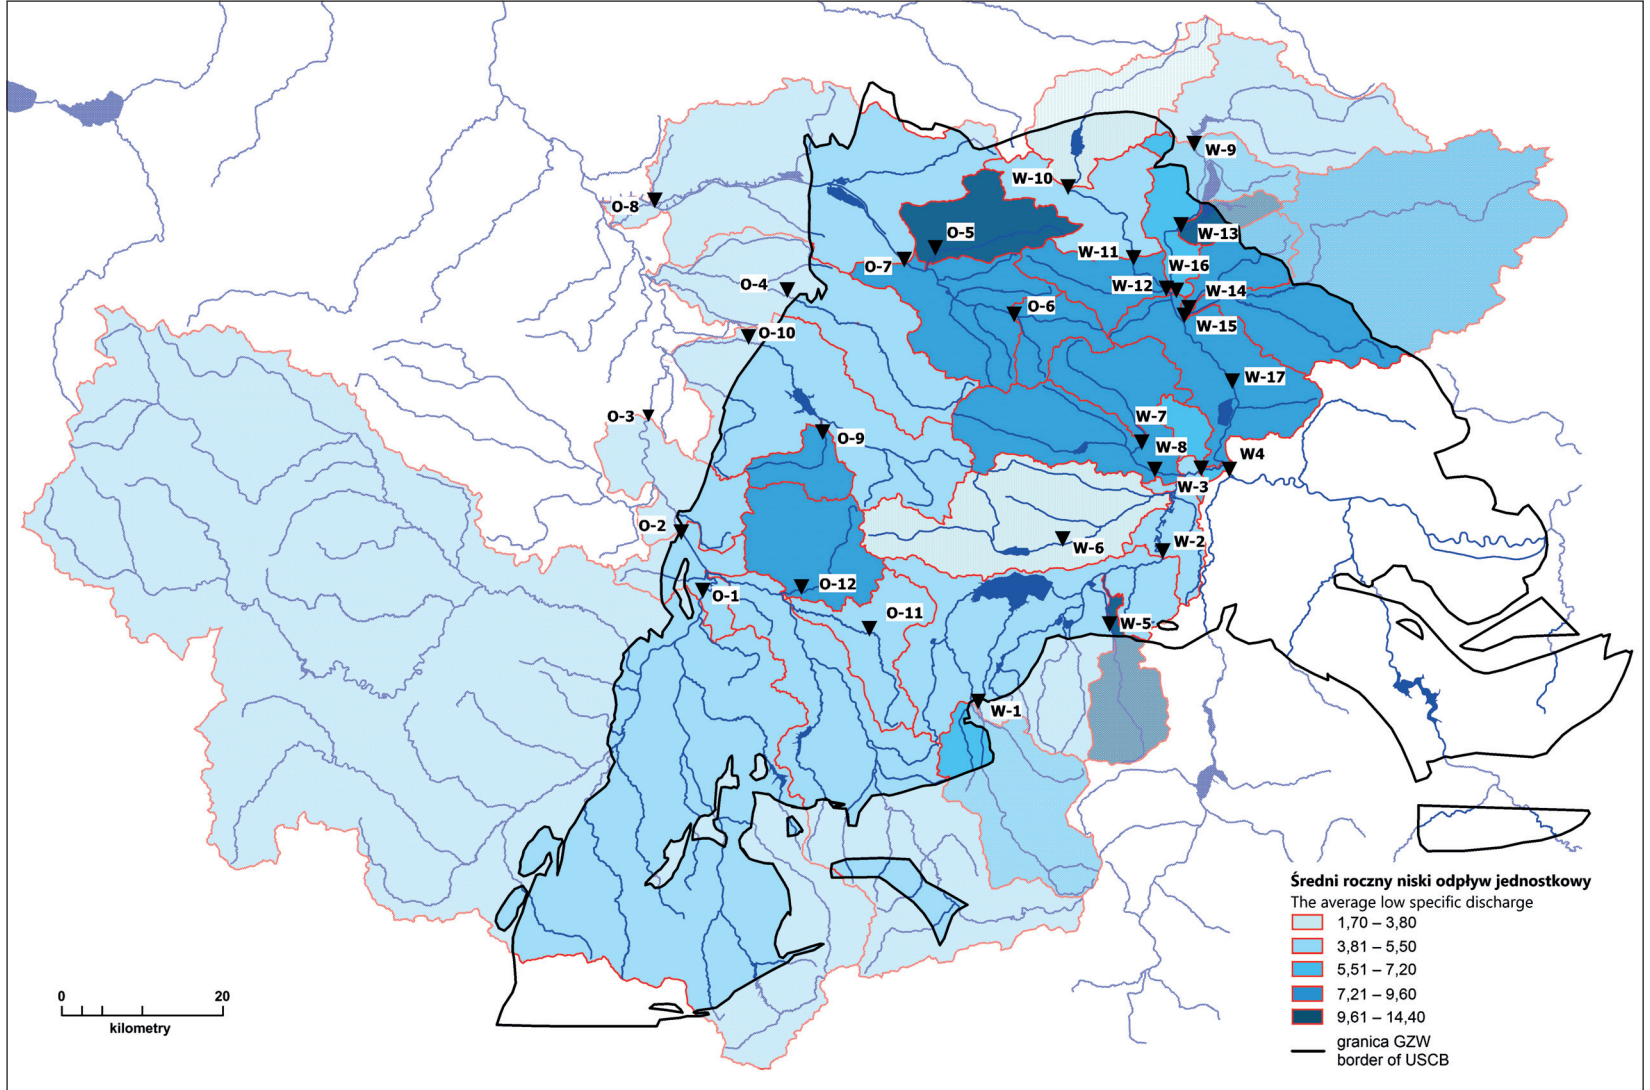 W-9
W-10
O-8
O-5
W-13
W-11
O-7
W-16
O-4
W-12
W-14
O-6
O-10
W-15
W-17
O-3
W-7
O-9
W-8
W4
W-3
O-2
W-2
W-6
O-12
O-1
O-11
W-5
W-1
Średni roczny niski odpływ jednostkowy
The average low specific discharge
1,70 – 3,80
3,81 – 5,50
5,51 – 7,20
7,21 – 9,60
9,61 – 14,40
granica GZW
border of USCB
0 20
kilometry